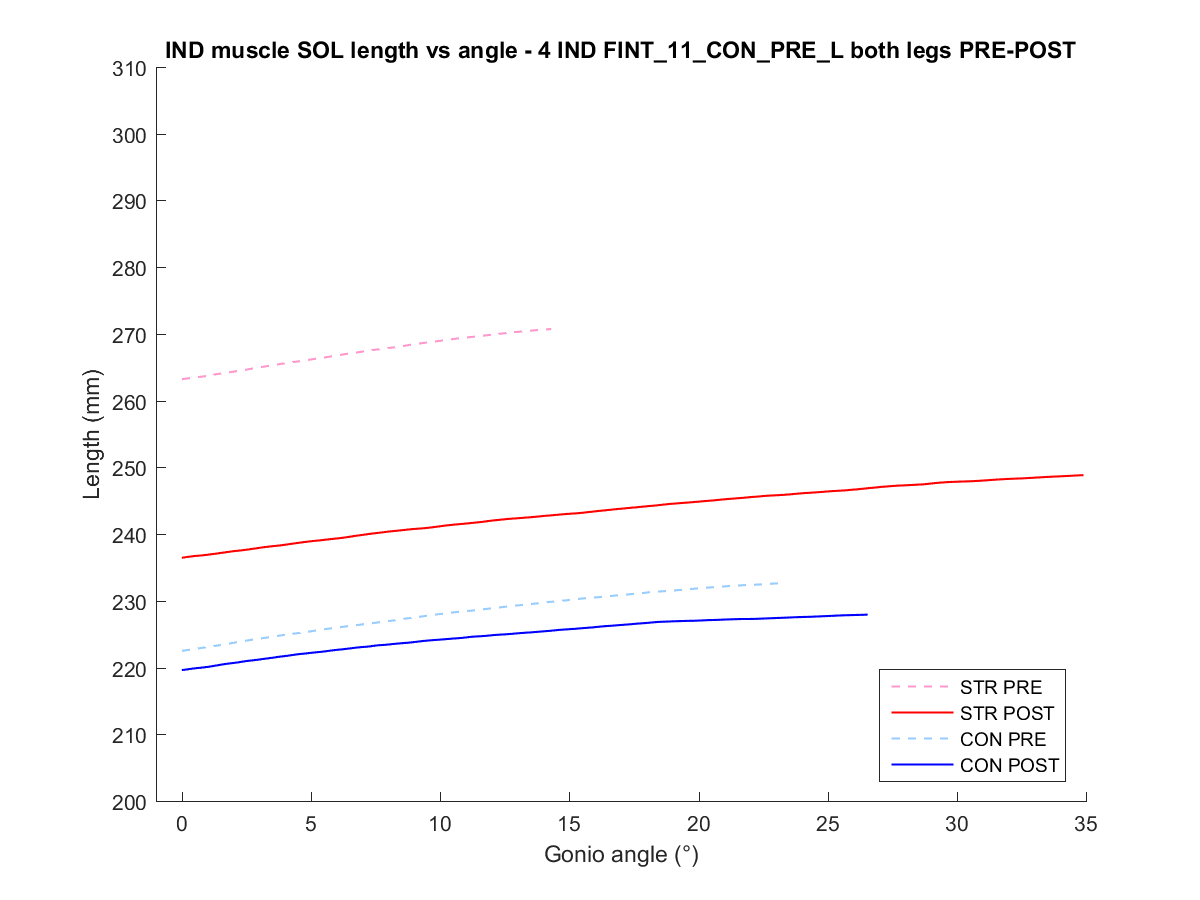 IND muscle SOL length vs angle - 4 IND FINT_11_CON_PRE_L both legs PRE-POST
310
300
290
280
270
260
250
240
230
220
210
200
Length (mm)
0 5 10 15 20 25 30 35
Gonio angle (°)
STR PRE
STR POST
CON PRE
CON POST